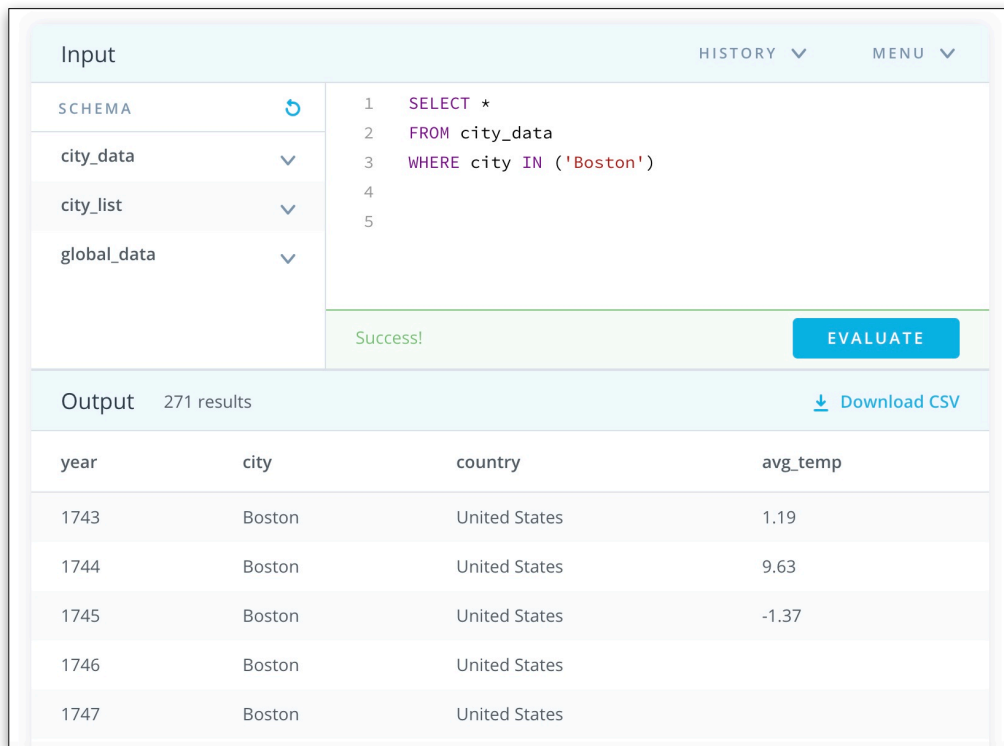 Input HISTORY MENU
SCHEMA
city_data
city_list
global_data
1 SELECT *
2 FROM city_data
3 WHERE city IN ('Boston')
4
5
Success! EVALUATE
Output 271 results Download CSV
year city country avg_temp
1743 Boston United States 1.19
1744 Boston United States 9.63
1745 Boston United States -1.37
1746 Boston United States
1747 Boston United States